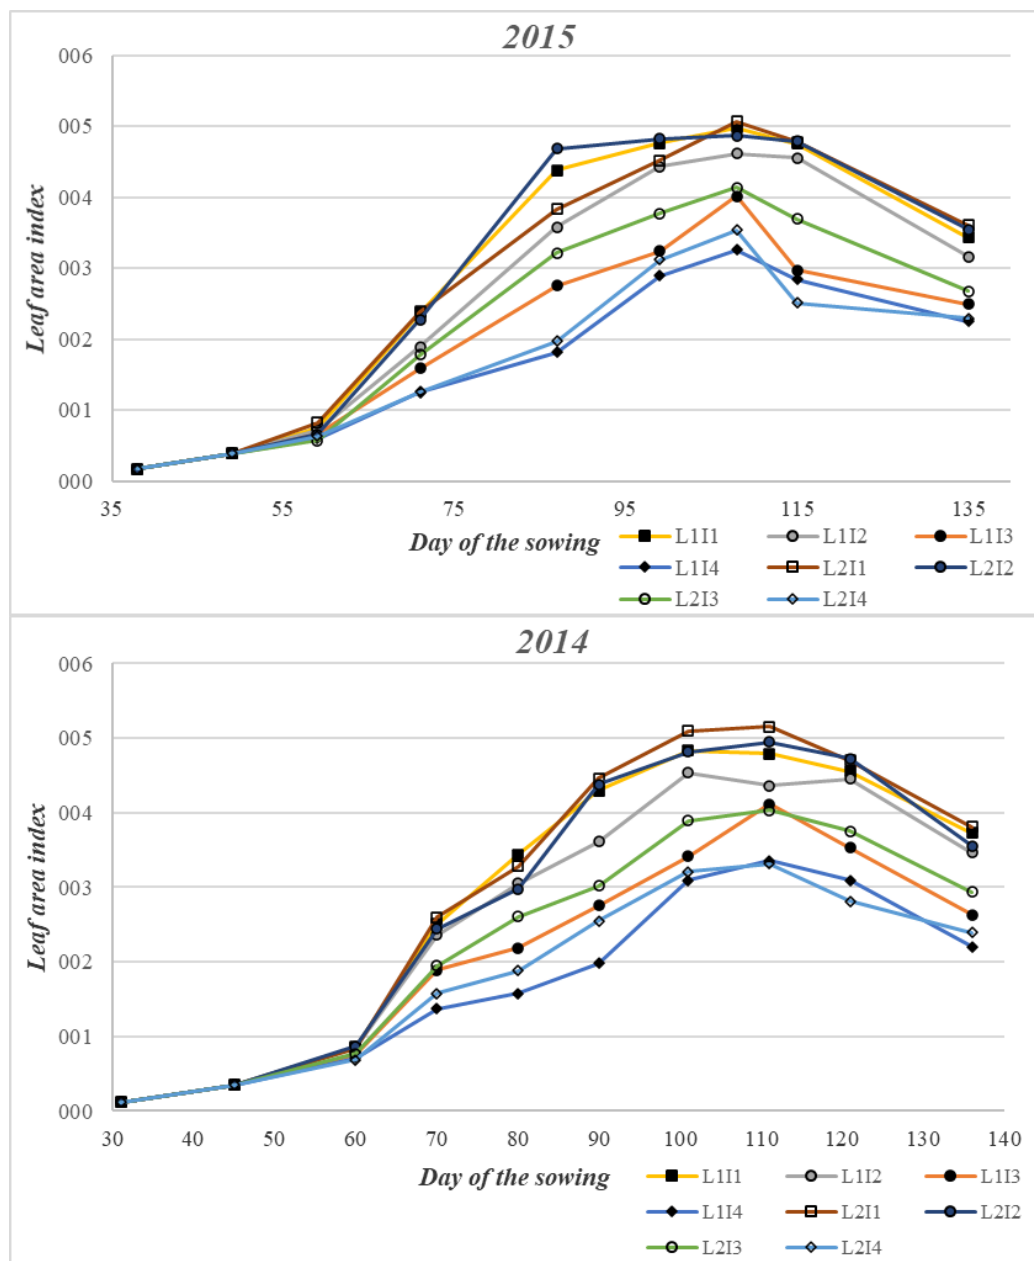 2015
006
005
004
003
002
001
000
Leaf area index
35 55 75 95 115 135
Day of the sowing
L1I1 L1I2 L1I3
L1I4 L2I1 L2I2
L2I3 L2I4
2014
006
005
004
003
002
001
000
Leaf area index
30 40 50 60 70 80 90 100 110 120 130 140
Day of the sowing
L1I1 L1I2 L1I3
L1I4 L2I1 L2I2
L2I3 L2I4